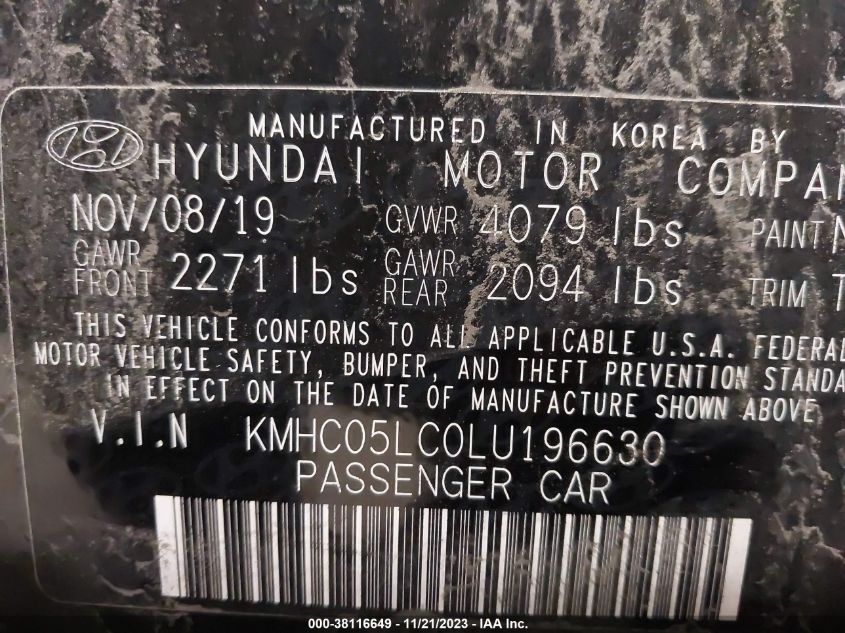 MANUFACTURED IN KOREA BY
HYUNDAI MOTOR COMPAN
NOV/08/19 GVWR 4079 lbs PAINT N
GAWR FRONT 2271 lbs GAWR REAR 2094 lbs TRIM T
THIS VEHICLE CONFORMS TO ALL APPLICABLE U.S.A. FEDERAL
MOTOR VEHICLE SAFETY, BUMPER, AND THEFT PREVENTION STANDA
IN EFFECT ON THE DATE OF MANUFACTURE SHOWN ABOVE
V.I.N KMHC05LC0LU196630
PASSENGER CAR
000-38116649 - 11/21/2023 - IAA Inc.